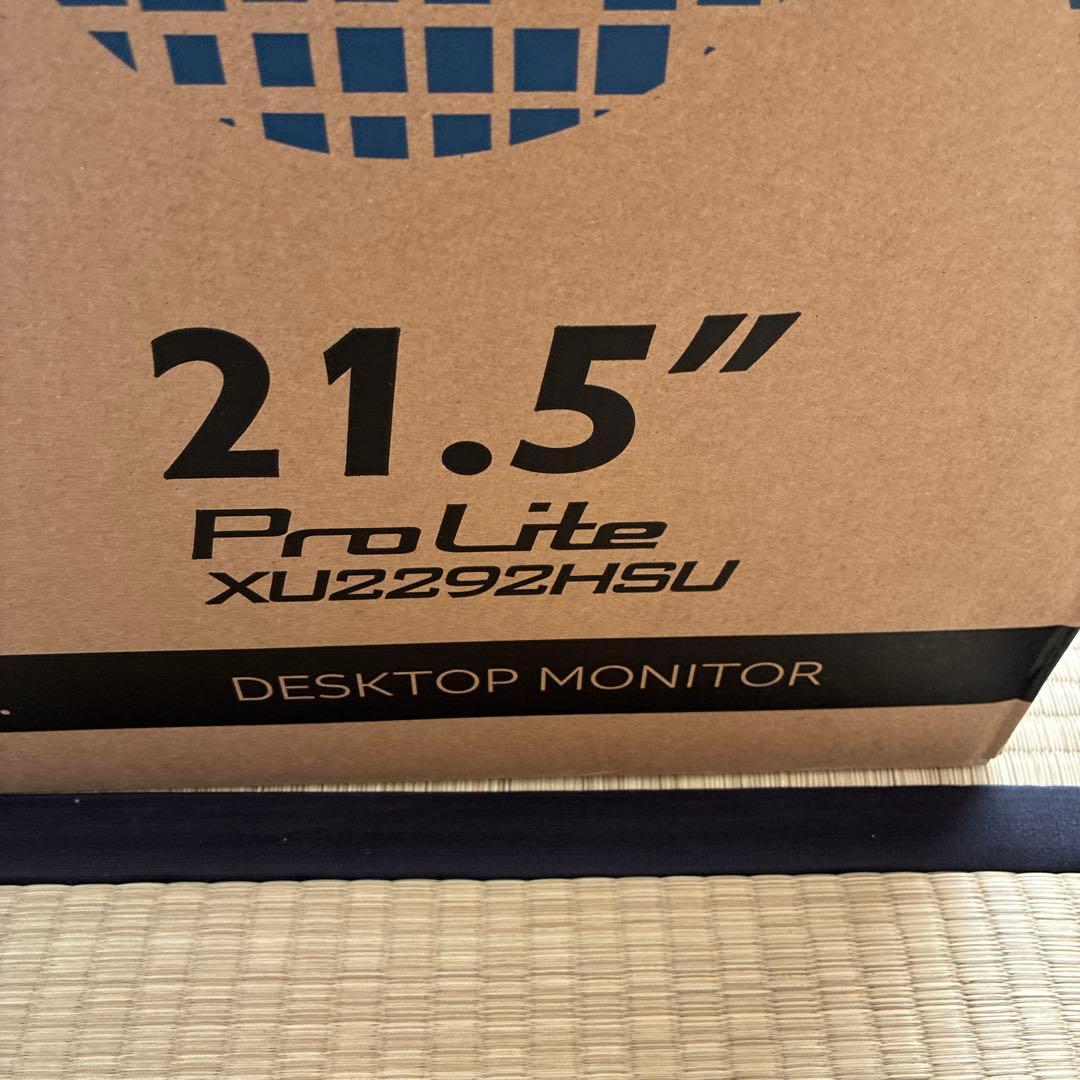 21.5"
ProLite
XU2292HSU
DESKTOP MONITOR